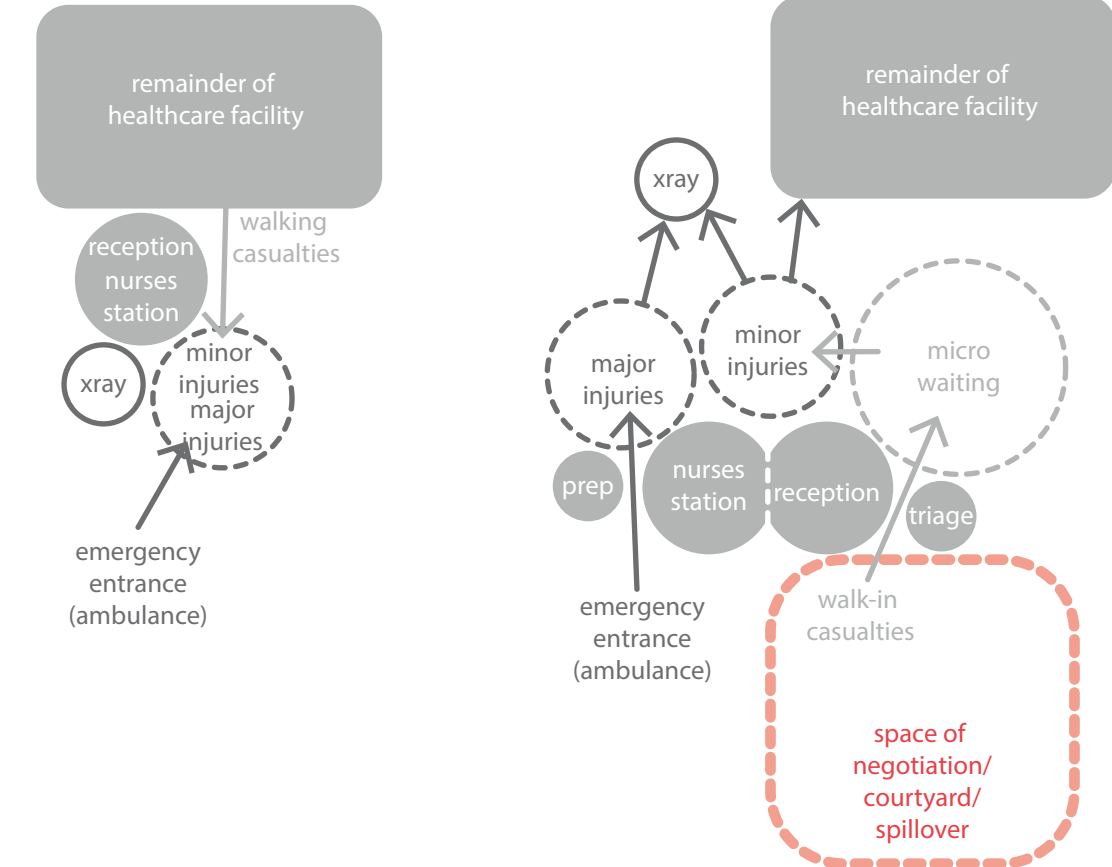 remainder of
healthcare facility
walking
casualties
reception
nurses
station
xray
minor
injuries
major
injuries
emergency
entrance
(ambulance)
remainder of
healthcare facility
xray
major
injuries
minor
injuries
micro
waiting
prep
nurses
station
reception
triage
emergency
entrance
(ambulance)
walk-in
casualties
space of
negotiation/
courtyard/
spillover